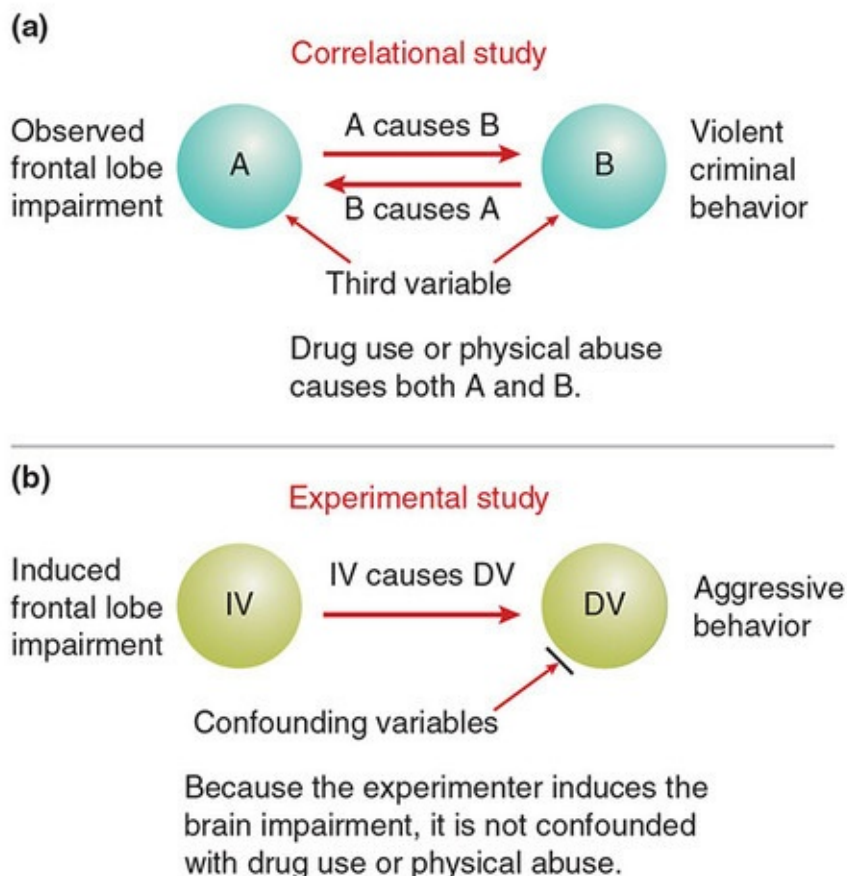 (a)
Correlational study
Observed
frontal lobe
impairment
A
A causes B
B causes A
B
Violent
criminal
behavior
Third variable
Drug use or physical abuse
causes both A and B.
(b)
Experimental study
Induced
frontal lobe
impairment
IV
IV causes DV
DV
Aggressive
behavior
Confounding variables
Because the experimenter induces the
brain impairment, it is not confounded
with drug use or physical abuse.